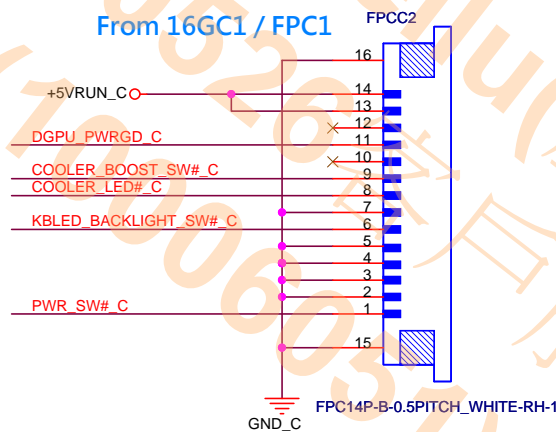 From 16GC1 / FPC1
FPCC2
16
+5VRUN_C
14
13
12
DGPU_PWRGD_C
11
10
COOLER_BOOST_SW#_C
9
COOLER_LED#_C
8
7
KBLED_BACKLIGHT_SW#_C
6
5
4
3
2
PWR_SW#_C
1
15
FPC14P-B-0.5PITCH_WHITE-RH-1
GND_C